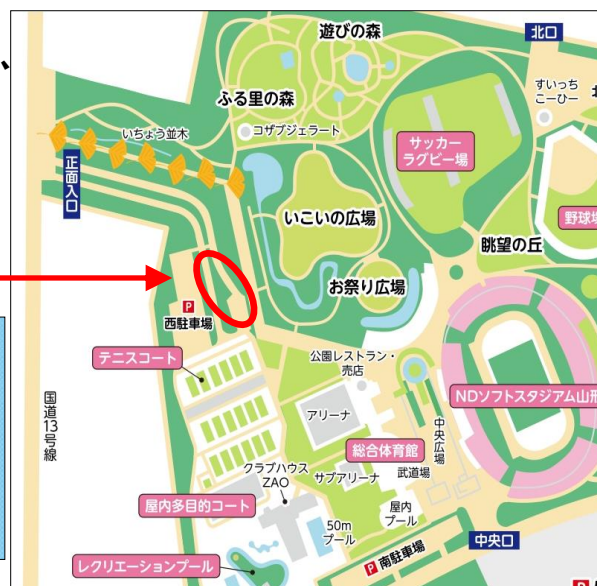 、
遊びの森
北口
ふる里の森
すいっち
こーひー
いちょう並木
コザブジェラート
サッカー
ラグビー場
正面入口
いこいの広場
野球場
眺望の丘
お祭り広場
P
西駐車場
テニスコート
公園レストラン・
売店
NDソフトスタジアム山形
国道13号線
アリーナ
中央広場
総合体育館
クラブハウス
ZAO
サブアリーナ
武道場
屋内多目的コート
屋内
プール
50m
プール
中央口
P 南駐車場
レクリエーションプール
P